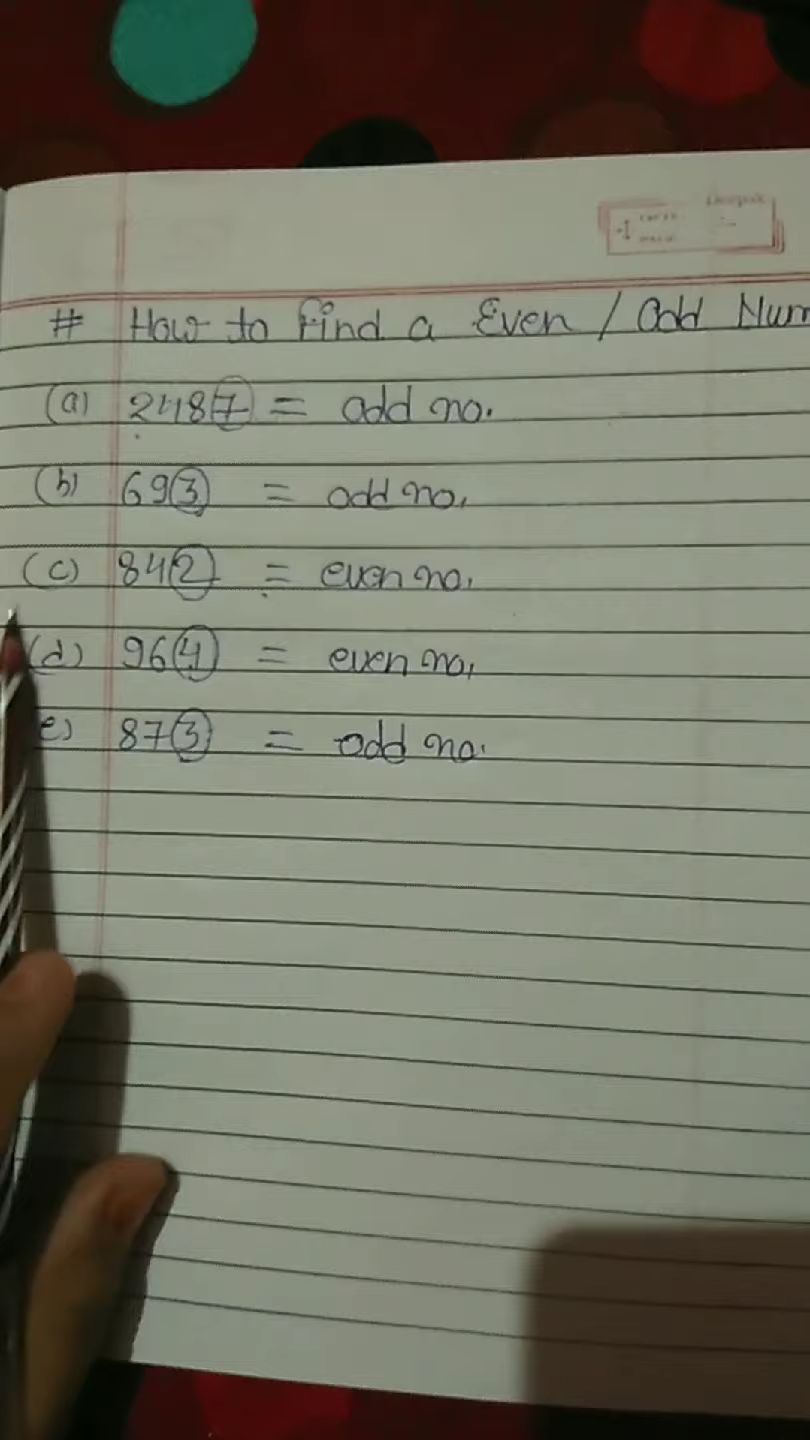 # How to Find a Even / Odd Num
(a) 2487 = add no.
(b) 693 = odd no.
(c) 842 = even no.
(d) 964 = even no.
e) 873 = odd no.